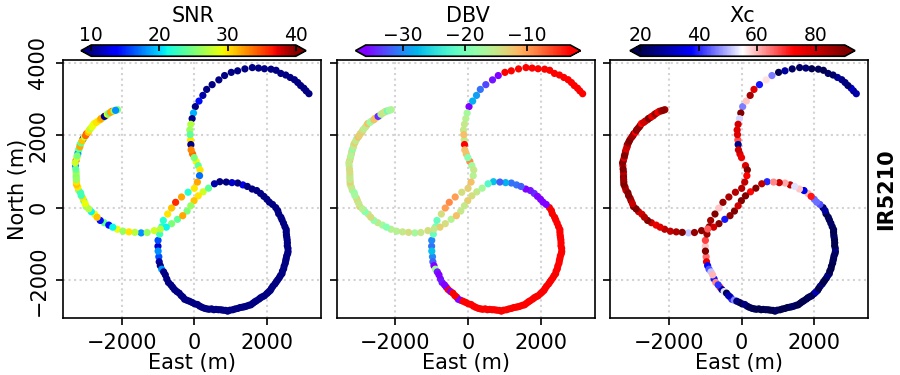 SNR
DBV
Xc
10 20 30 40
−30 −20 −10
20 40 60 80
4000
2000
0
−2000
North (m)
−2000 0 2000
−2000 0 2000
−2000 0 2000
East (m)
East (m)
East (m)
IR5210